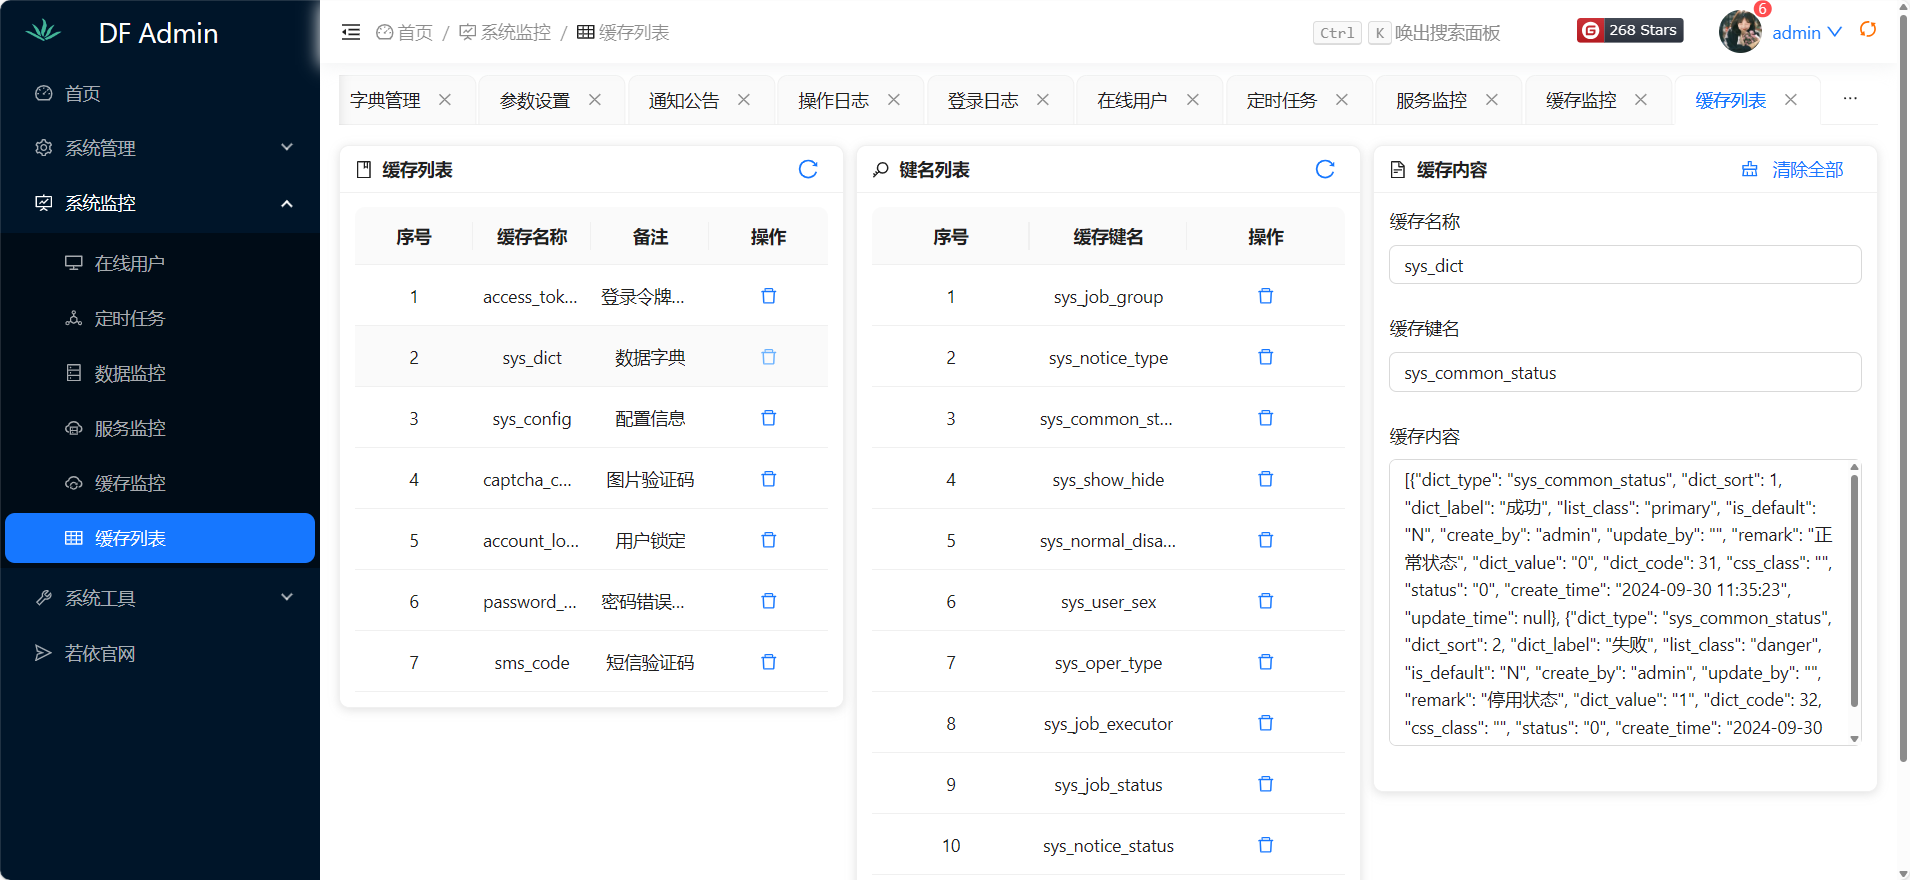 DF Admin
首页
系统管理
系统监控
在线用户
定时任务
数据监控
服务监控
缓存监控
缓存列表
系统工具
若依官网
首页 / 系统监控 / 缓存列表
Ctrl K 唤出搜索面板
G 268 Stars
6
admin
字典管理
参数设置
通知公告
操作日志
登录日志
在线用户
定时任务
服务监控
缓存监控
缓存列表
···
缓存列表
序号 缓存名称 备注 操作
1 access_tok... 登录令牌...
2 sys_dict 数据字典
3 sys_config 配置信息
4 captcha_c... 图片验证码
5 account_lo... 用户锁定
6 password_... 密码错误...
7 sms_code 短信验证码
键名列表
序号 缓存键名 操作
1 sys_job_group
2 sys_notice_type
3 sys_common_st...
4 sys_show_hide
5 sys_normal_disa...
6 sys_user_sex
7 sys_oper_type
8 sys_job_executor
9 sys_job_status
10 sys_notice_status
缓存内容
清除全部
缓存名称
sys_dict
缓存键名
sys_common_status
缓存内容
[{"dict_type": "sys_common_status", "dict_sort": 1,
"dict_label": "成功", "list_class": "primary", "is_default":
"N", "create_by": "admin", "update_by": "", "remark": "正
常状态", "dict_value": "0", "dict_code": 31, "css_class": "",
"status": "0", "create_time": "2024-09-30 11:35:23",
"update_time": null}, {"dict_type": "sys_common_status",
"dict_sort": 2, "dict_label": "失败", "list_class": "danger",
"is_default": "N", "create_by": "admin", "update_by": "",
"remark": "停用状态", "dict_value": "1", "dict_code": 32,
"css_class": "", "status": "0", "create_time": "2024-09-30